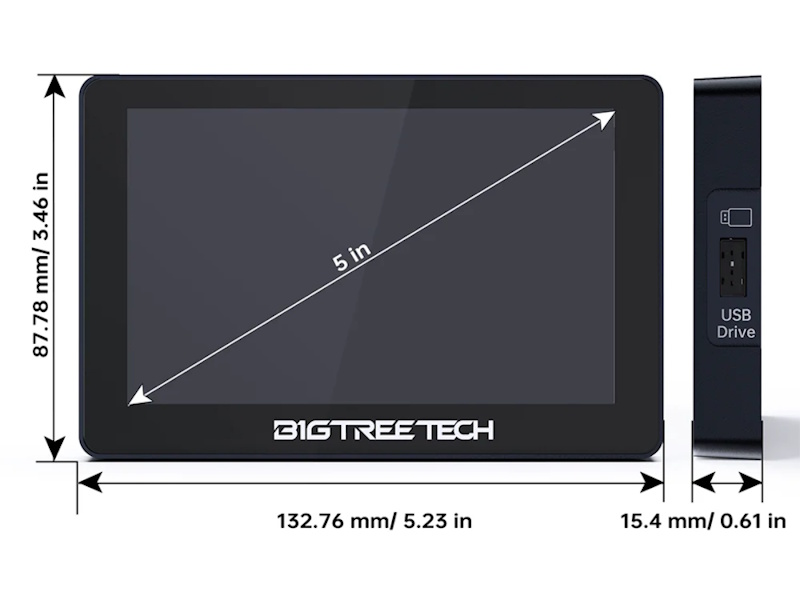 87.78 mm/ 3.46 in
5 in
BIGTREETECH
USB
Drive
132.76 mm/ 5.23 in
15.4 mm/ 0.61 in